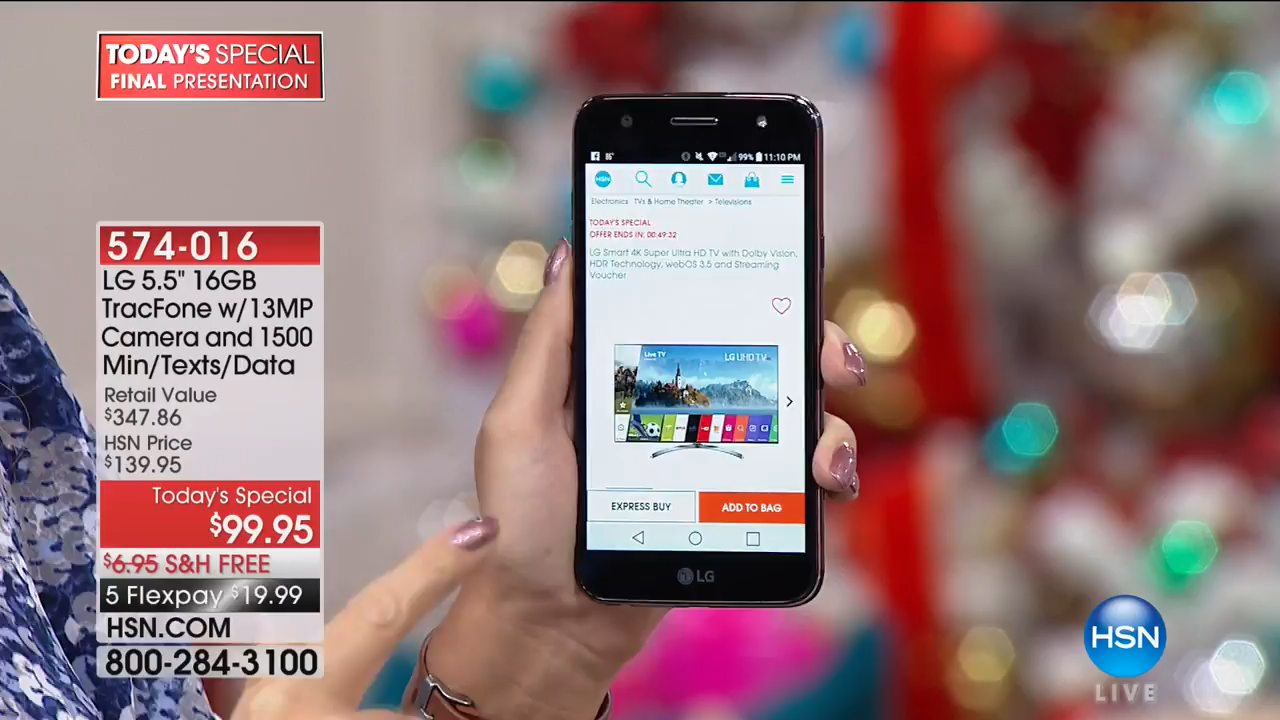 TODAY'S SPECIAL
FINAL PRESENTATION
574-016
LG 5.5" 16GB
TracFone w/13MP
Camera and 1500
Min/Texts/Data
Retail Value
$347.86
HSN Price
$139.95
Today's Special
$99.95
$6.95 S&H FREE
5 Flexpay $19.99
HSN.COM
800-284-3100
86° 99% 11:10 PM
HSN
Electronics TVs & Home Theater > Televisions
TODAY'S SPECIAL
OFFER ENDS IN: 00:49:32
LG Smart 4K Super Ultra HD TV with Dolby Vision,
HDR Technology, webOS 3.5 and Streaming
Voucher
Live TV LG UHD TV
EXPRESS BUY ADD TO BAG
LG
HSN
LIVE